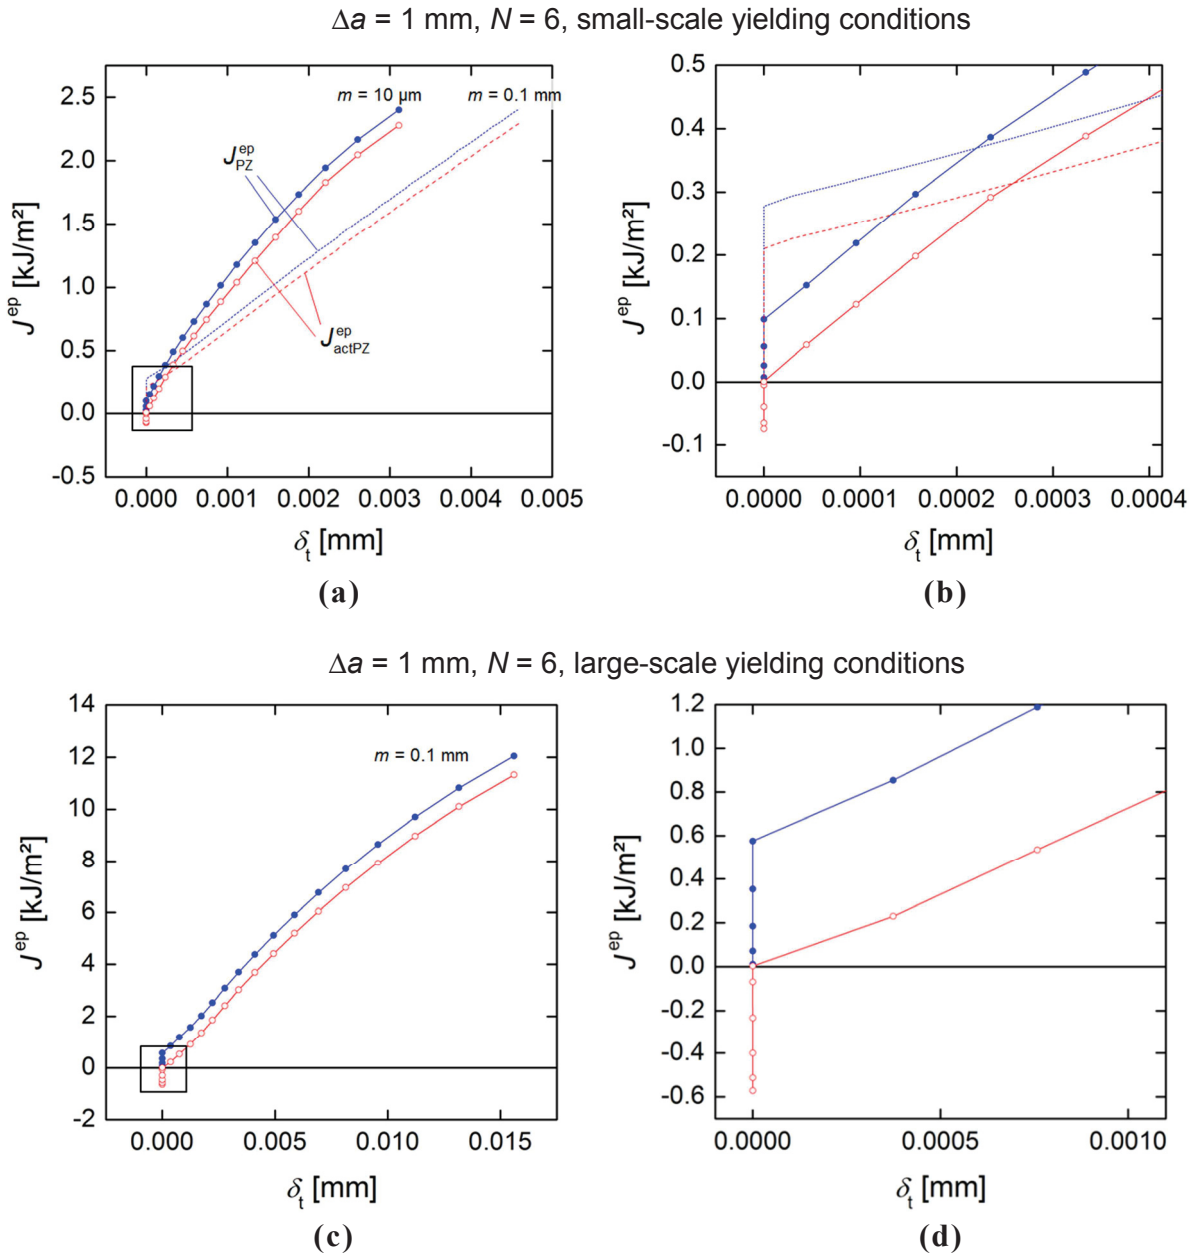 Δa = 1 mm, N = 6, small-scale yielding conditions
2.5
2.0
1.5
1.0
0.5
0.0
-0.5
J^ep [kJ/m²]
m = 10 µm
m = 0.1 mm
J_PZ^ep
J_actPZ^ep
0.000 0.001 0.002 0.003 0.004 0.005
δ_t [mm]
(a)
0.5
0.4
0.3
0.2
0.1
0.0
-0.1
J^ep [kJ/m²]
0.0000 0.0001 0.0002 0.0003 0.0004
δ_t [mm]
(b)
Δa = 1 mm, N = 6, large-scale yielding conditions
14
12
10
8
6
4
2
0
-2
J^ep [kJ/m²]
m = 0.1 mm
0.000 0.005 0.010 0.015
δ_t [mm]
(c)
1.2
1.0
0.8
0.6
0.4
0.2
0.0
-0.2
-0.4
-0.6
J^ep [kJ/m²]
0.0000 0.0005 0.0010
δ_t [mm]
(d)